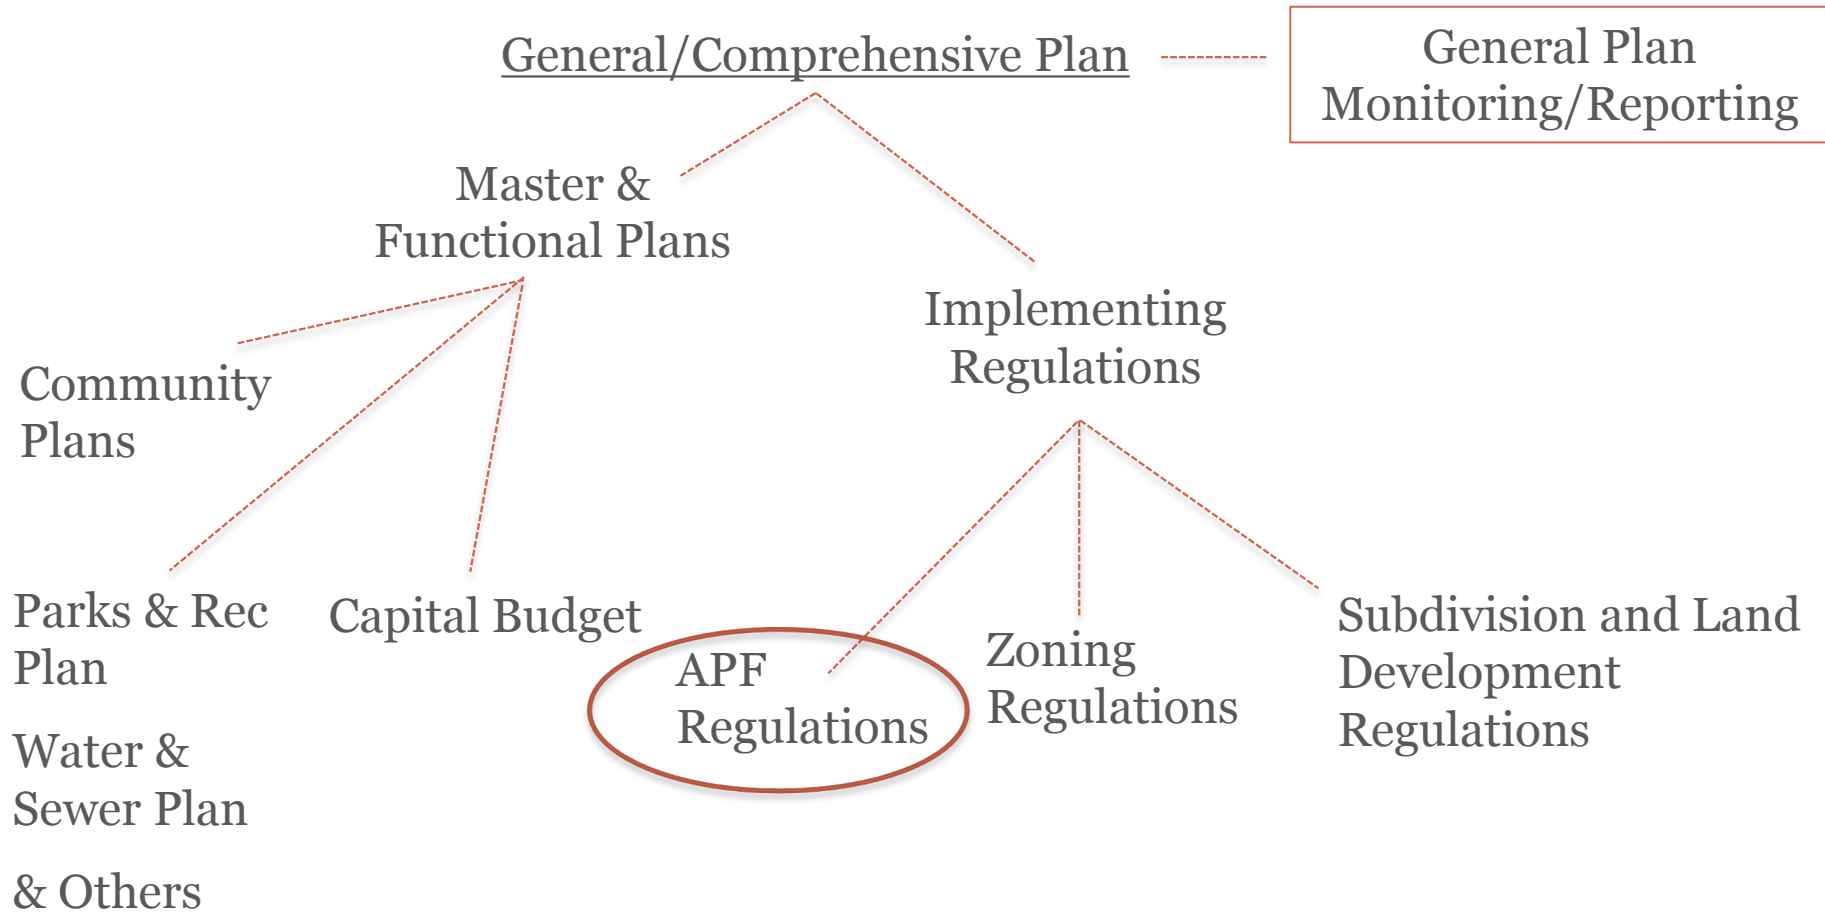 General/Comprehensive Plan
General Plan
Monitoring/Reporting
Master &
Functional Plans
Implementing
Regulations
Community
Plans
Parks & Rec
Plan
Water &
Sewer Plan
& Others
Capital Budget
APF
Regulations
Zoning
Regulations
Subdivision and Land
Development
Regulations